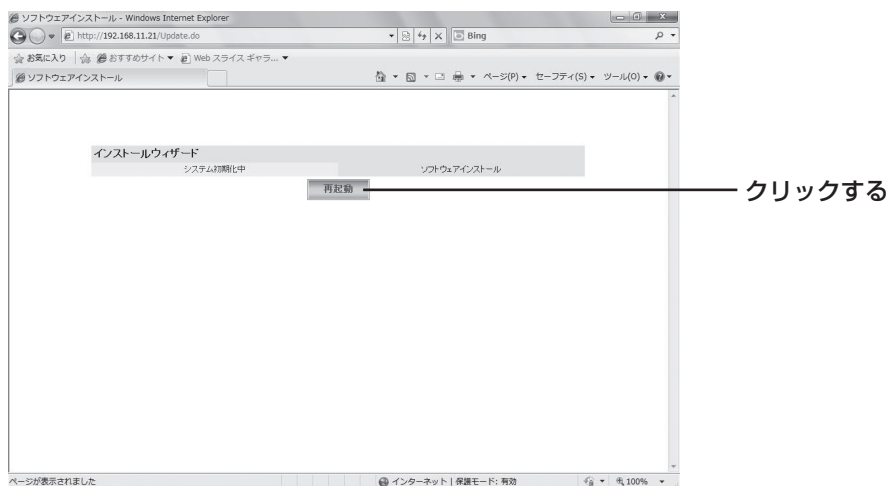 ソフトウェアインストール - Windows Internet Explorer
http://192.168.11.21/Update.do
Bing
お気に入り おすすめサイト ▼ Web スライス ギャラ... ▼
ソフトウェアインストール
ページ(P) ▼ セーフティ(S) ▼ ツール(O) ▼
インストールウィザード
システム初期化中 ソフトウェアインストール
再起動
クリックする
ページが表示されました
インターネット | 保護モード: 有効
100%